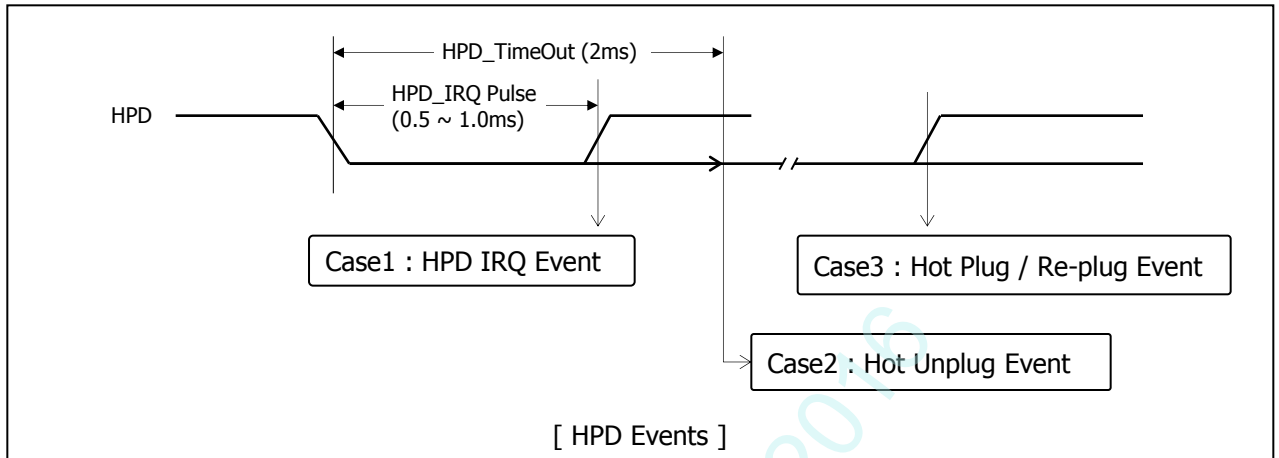 HPD_TimeOut (2ms)
HPD_IRQ Pulse
(0.5 ~ 1.0ms)
HPD
Case1 : HPD IRQ Event
Case3 : Hot Plug / Re-plug Event
Case2 : Hot Unplug Event
[ HPD Events ]
2016